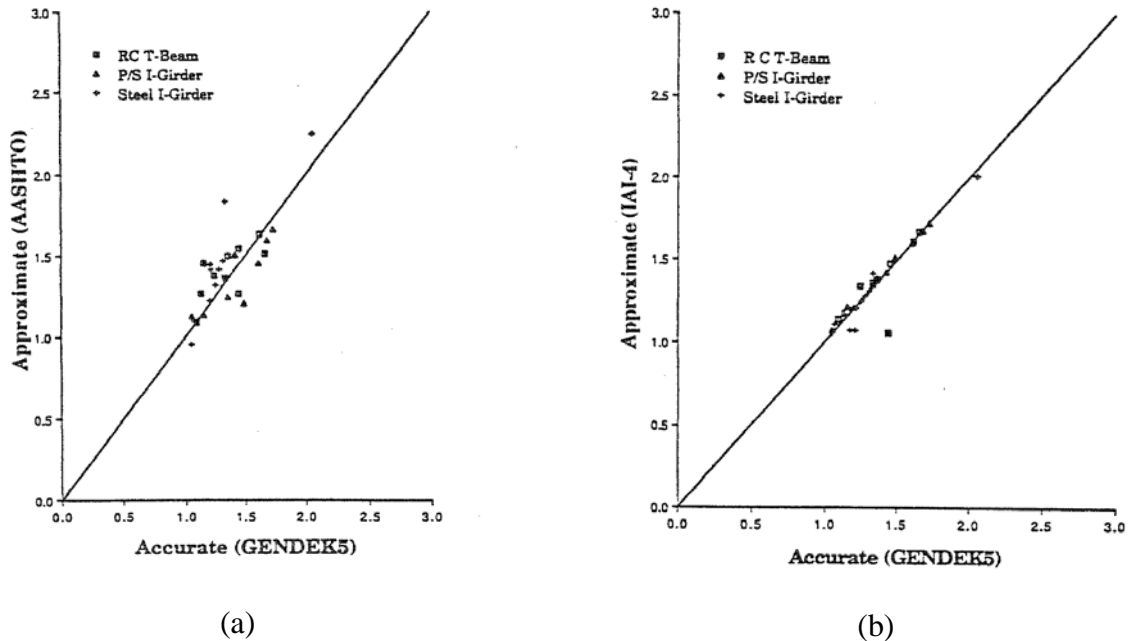 3.0
RC T-Beam
P/S I-Girder
Steel I-Girder
2.5
2.0
1.5
1.0
0.5
0.0
Approximate (AASHTO)
0.0 0.5 1.0 1.5 2.0 2.5 3.0
Accurate (GENDEK5)
(a)
3.0
R C T-Beam
P/S I-Girder
Steel I-Girder
2.5
2.0
1.5
1.0
0.5
0.0
Approximate (IAI-4)
0.0 0.5 1.0 1.5 2.0 2.5 3.0
Accurate (GENDEK5)
(b)